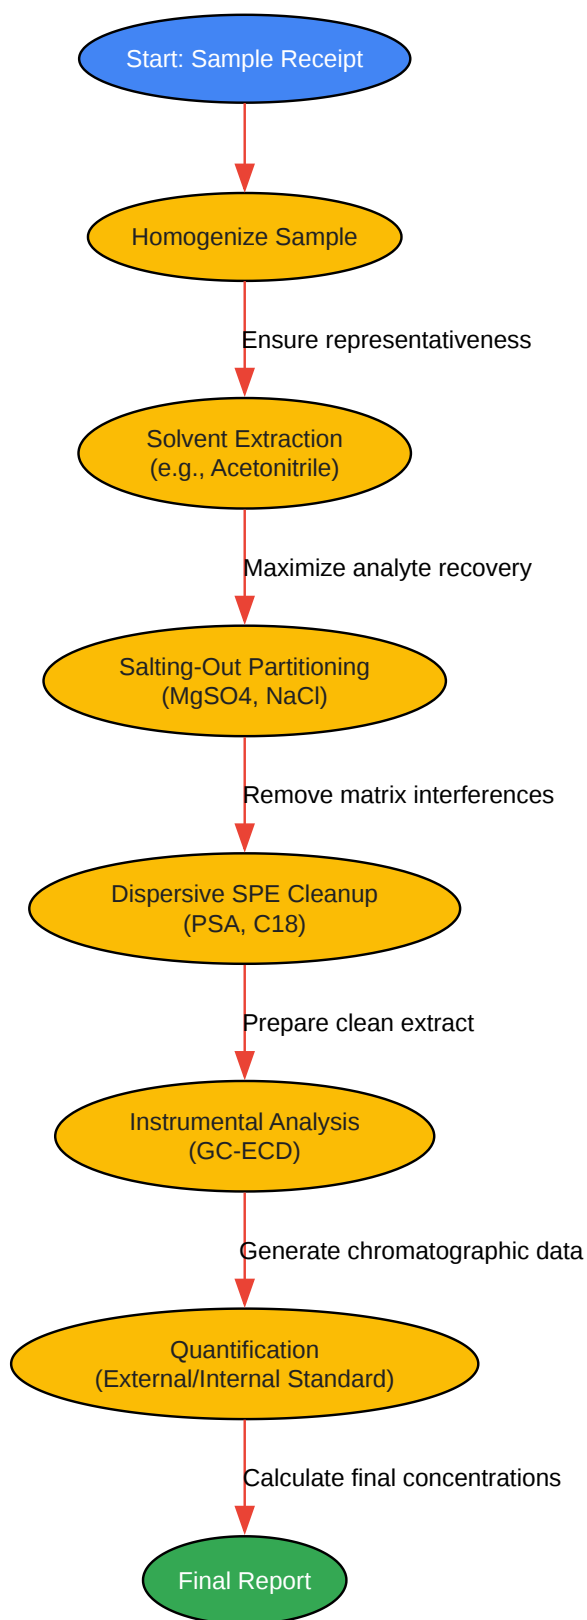 Start: Sample Receipt
Homogenize Sample
Ensure representativeness
Solvent Extraction
(e.g., Acetonitrile)
Maximize analyte recovery
Salting-Out Partitioning
(MgSO4, NaCl)
Remove matrix interferences
Dispersive SPE Cleanup
(PSA, C18)
Prepare clean extract
Instrumental Analysis
(GC-ECD)
Generate chromatographic data
Quantification
(External/Internal Standard)
Calculate final concentrations
Final Report